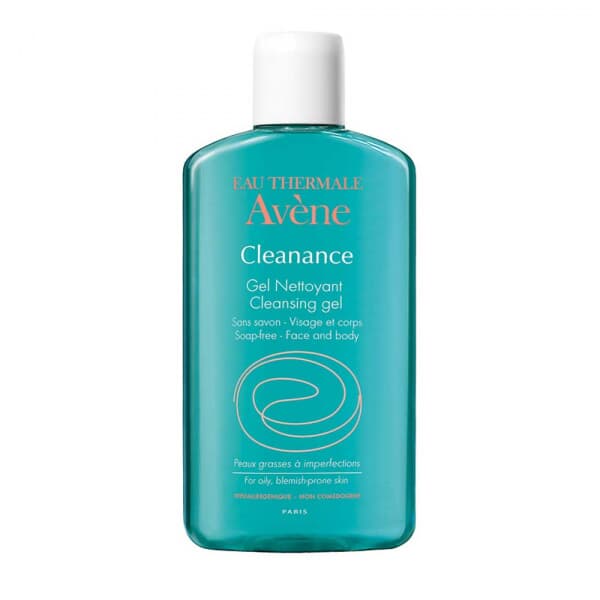 EAU THERMALE
Avène
Cleanance
Gel Nettoyant
Cleansing gel
Sans savon - Visage et corps
Soap-free - Face and body
Peaux grasses à imperfections
For oily, blemish-prone skin
HYPOALLERGÉNIQUE - NON COMÉDOGÈNE
PARIS